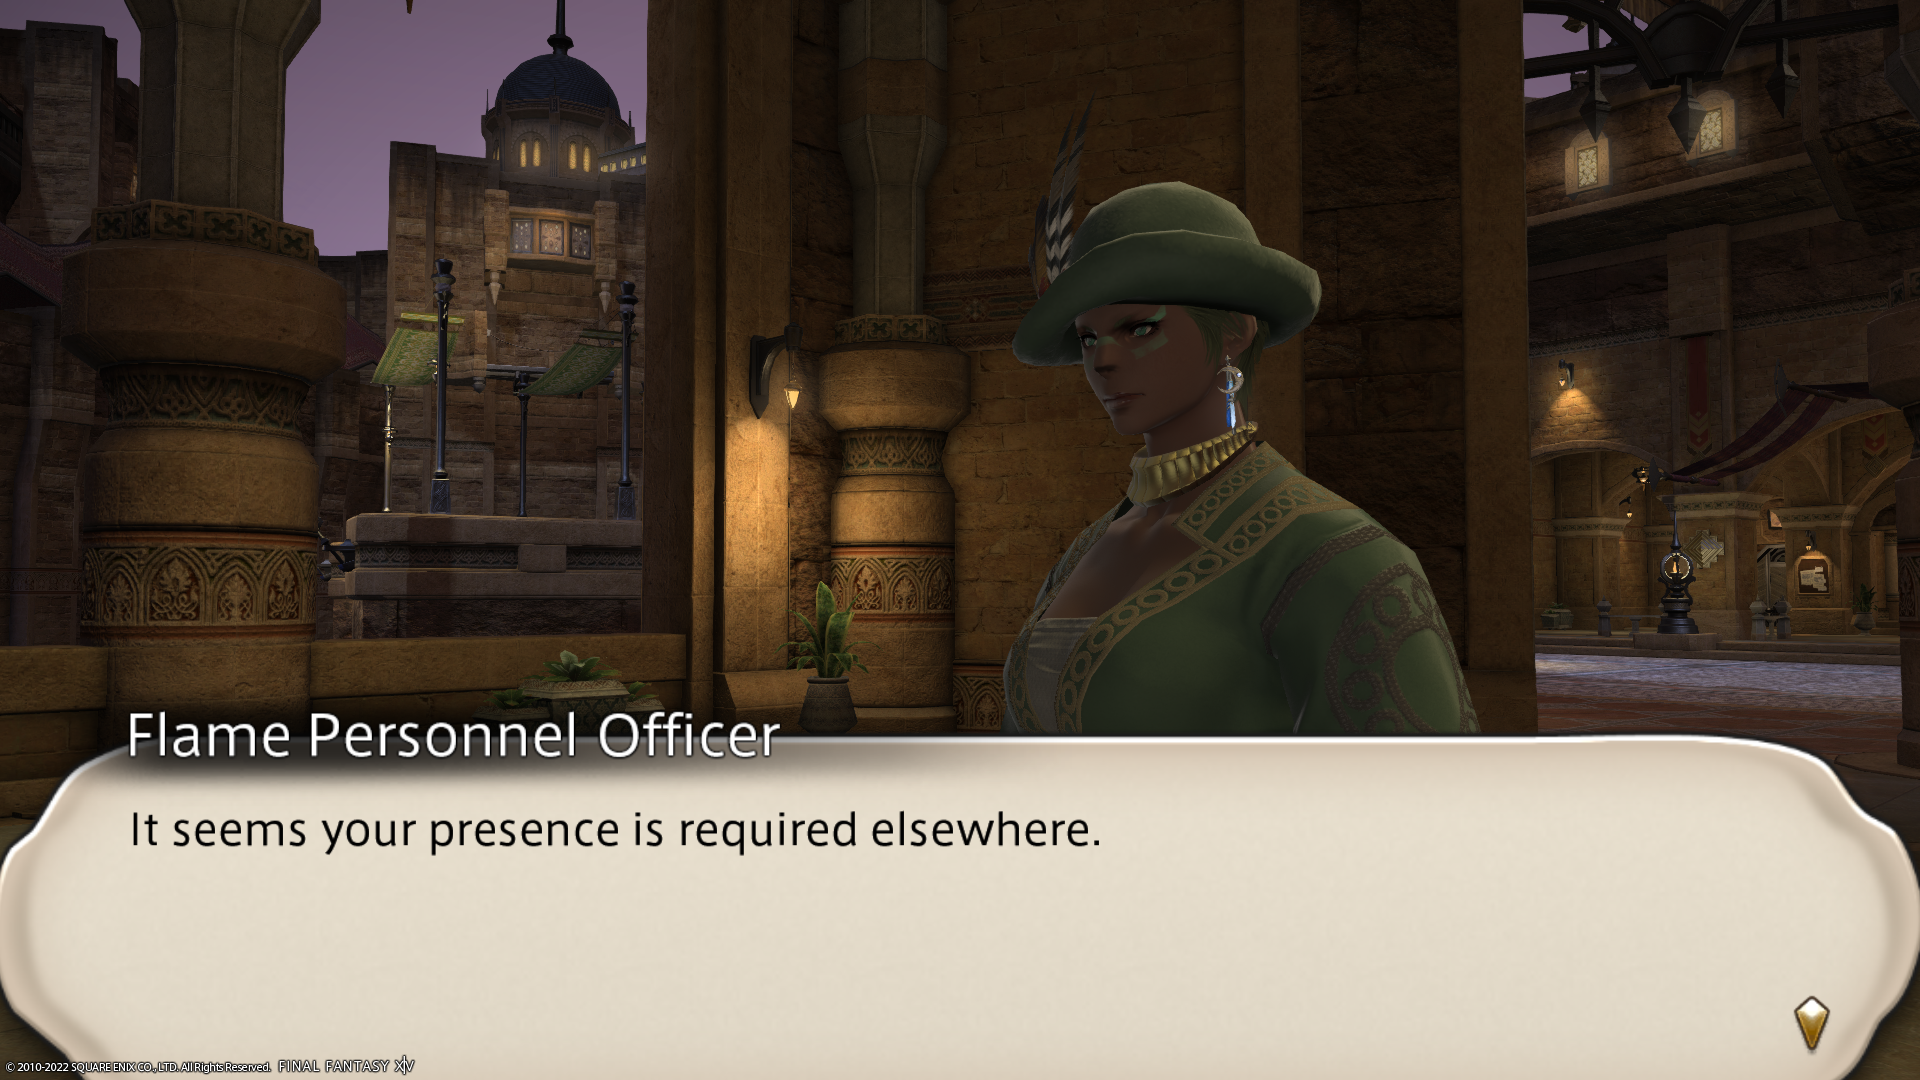 Flame Personnel Officer
It seems your presence is required elsewhere.
© 2010-2022 SQUARE ENIX CO., LTD. All Rights Reserved. FINAL FANTASY XIV